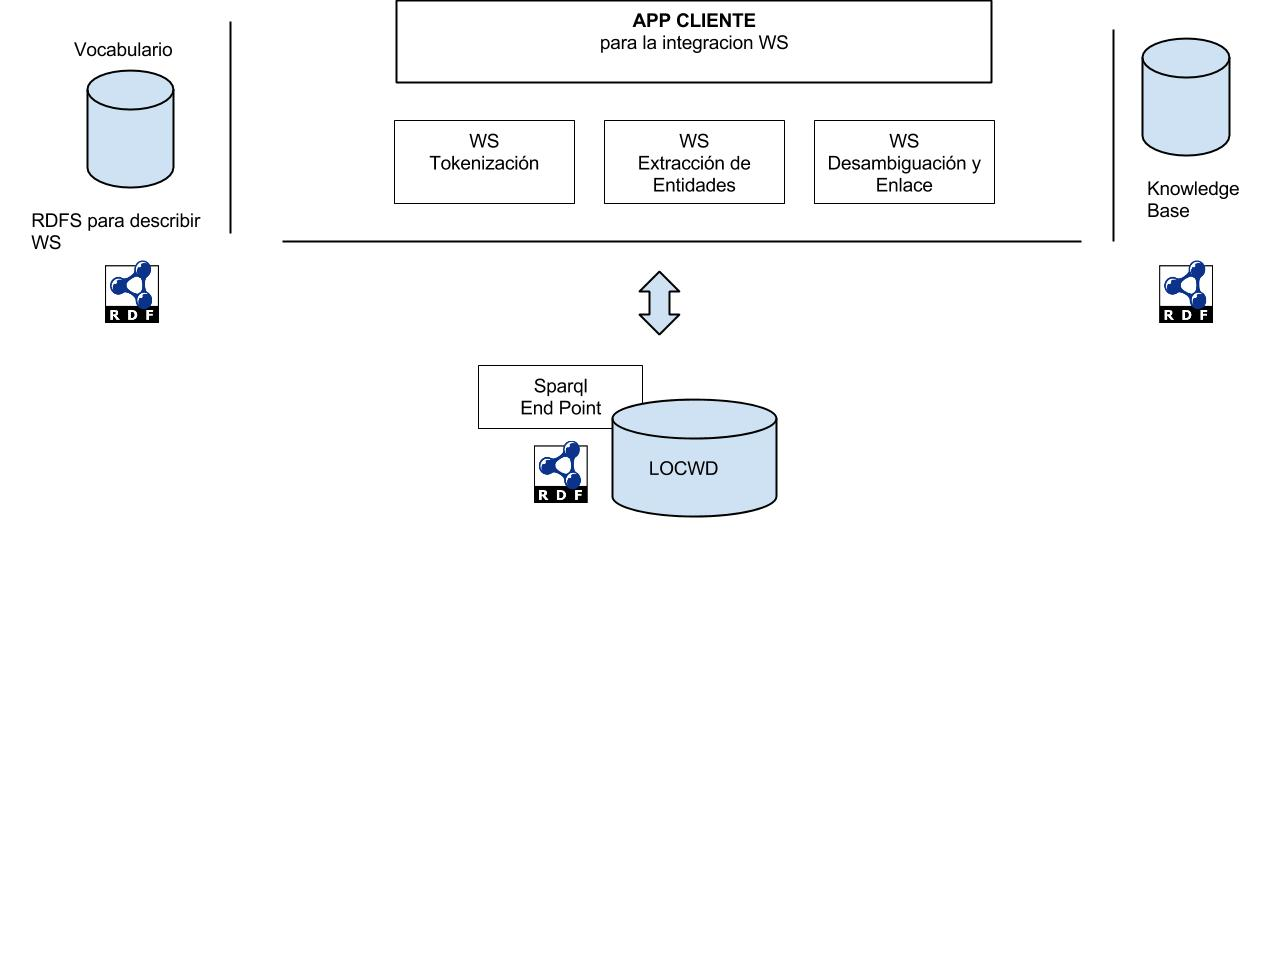 APP CLIENTE
para la integracion WS
Vocabulario
WS
Tokenización
WS
Extracción de
Entidades
WS
Desambiguación y
Enlace
Knowledge
Base
RDFS para describir
WS
RDF
RDF
Sparql
End Point
LOCWD
RDF